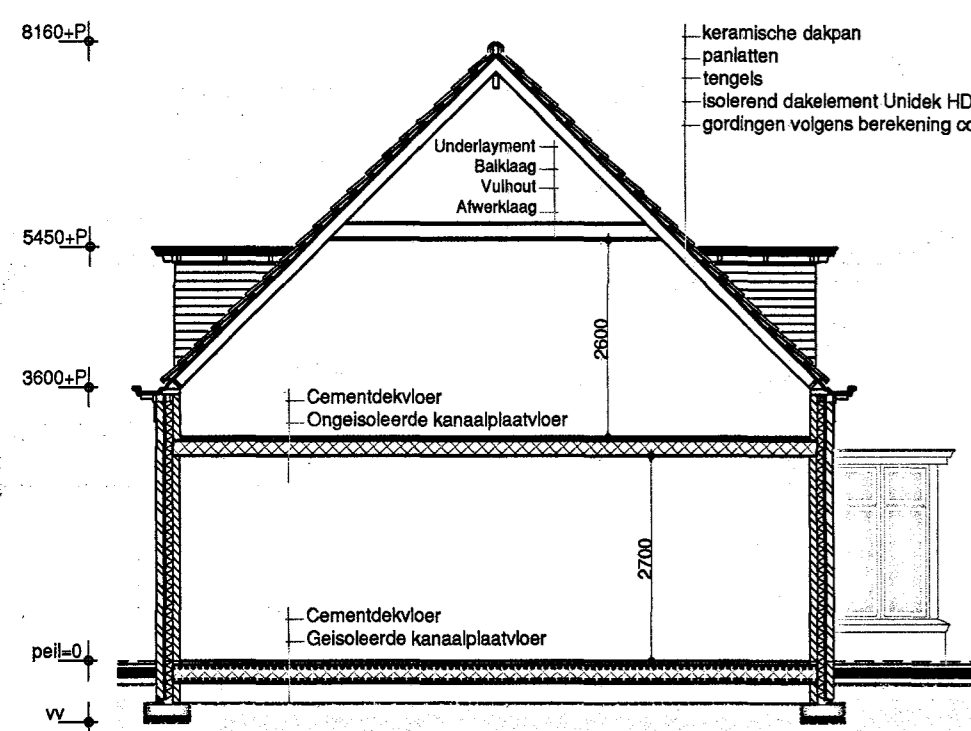 8160+P
keramische dakpan
panlatten
tengels
isolerend dakelement Unidek HD
gordingen volgens berekening co
Underlayment
Balklaag
Vulhout
Afwerklaag
5450+P
2600
3600+P
Cementdekvloer
Ongeisoleerde kanaalplaatvloer
2700
Cementdekvloer
Geisoleerde kanaalplaatvloer
peil=0
vv